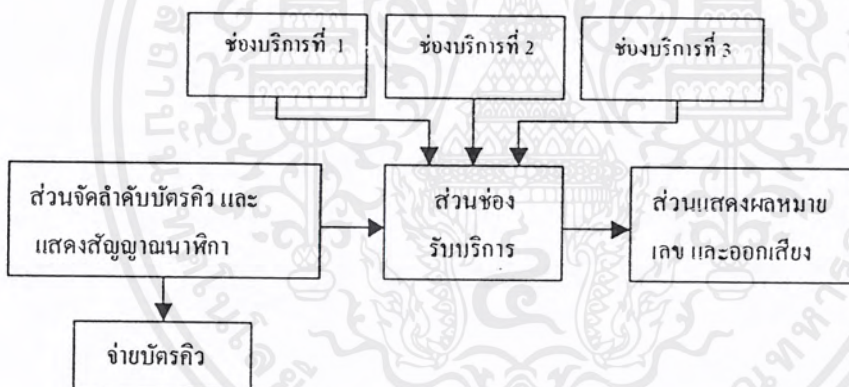 ช่องบริการที่ 1
ช่องบริการที่ 2
ช่องบริการที่ 3
ส่วนจัดลำดับบัตรคิว และ
แสดงสัญญาณนาฬิกา
ส่วนช่อง
รับบริการ
ส่วนแสดงผลหมาย
เลข และออกเสียง
จ่ายบัตรคิว